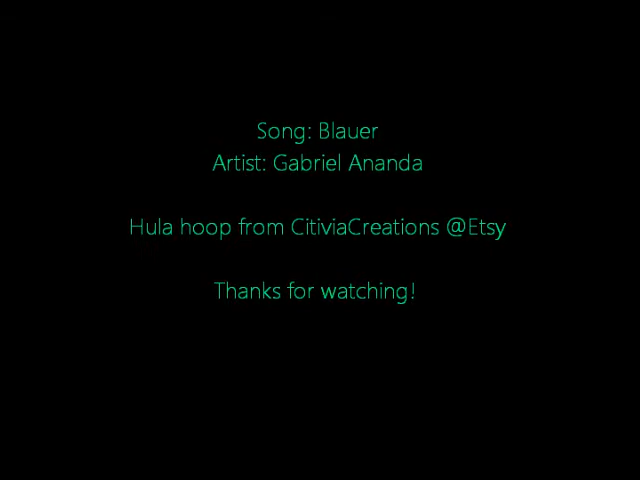 Song: Blauer
Artist: Gabriel Ananda
Hula hoop from CitiviaCreations @Etsy
Thanks for watching!